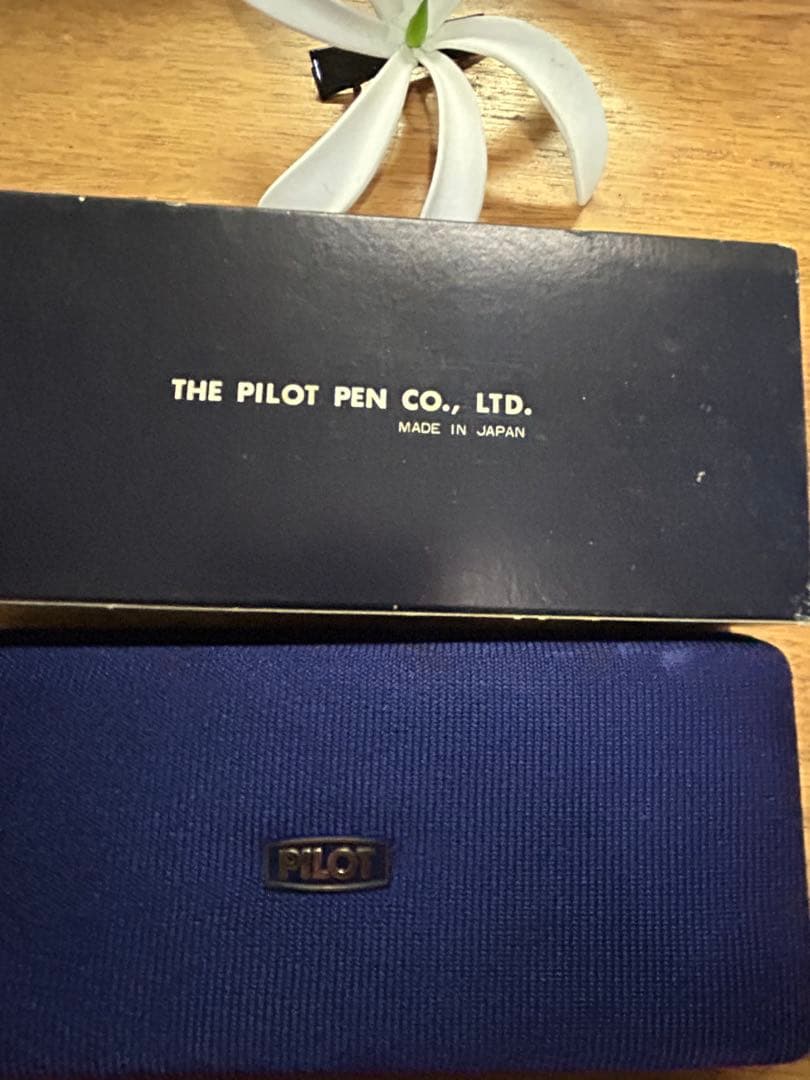 THE PILOT PEN CO., LTD.
MADE IN JAPAN
PILOT